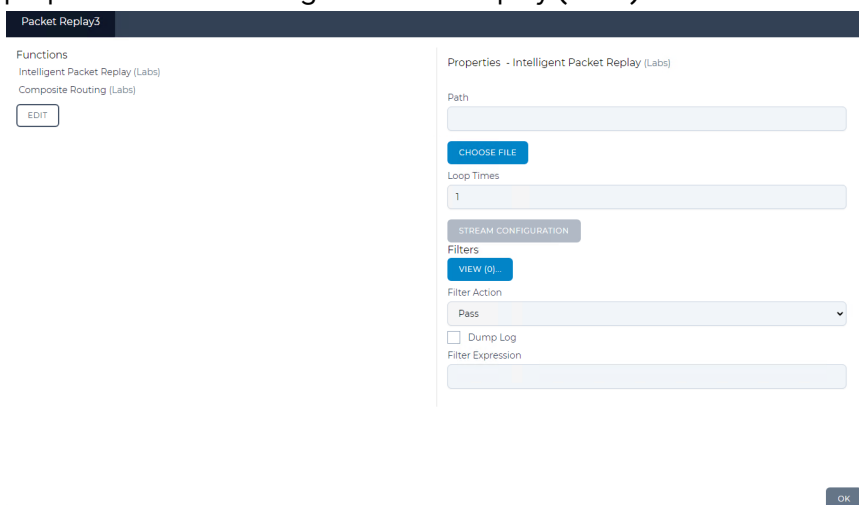 Packet Replay3
Functions
Intelligent Packet Replay (Labs)
Composite Routing (Labs)
EDIT
Properties - Intelligent Packet Replay (Labs)
Path
CHOOSE FILE
Loop Times
1
STREAM CONFIGURATION
Filters
VIEW (0)...
Filter Action
Pass
Dump Log
Filter Expression
OK